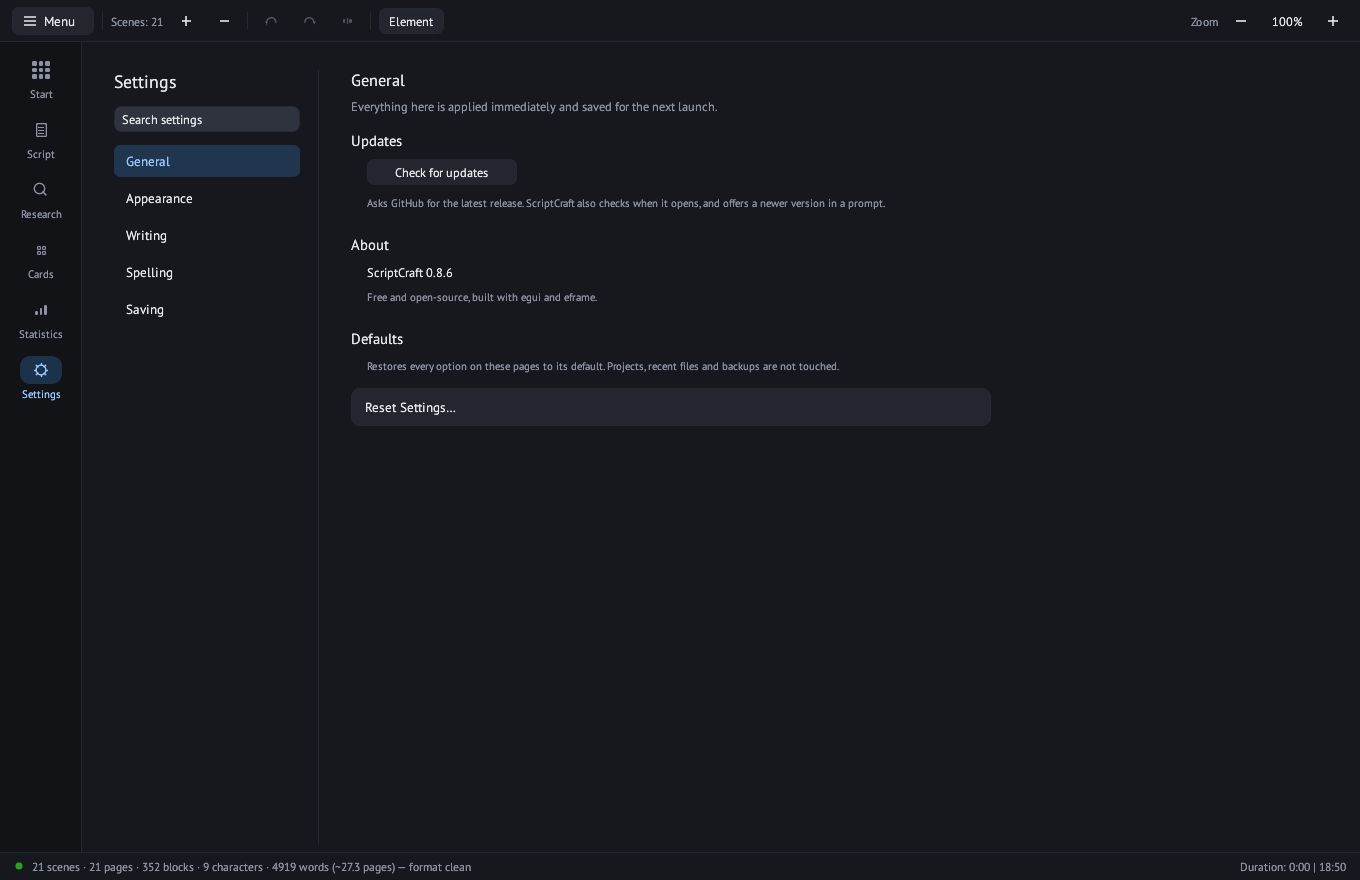 Menu
Scenes: 21
Element
Zoom
100%
Start
Script
Research
Cards
Statistics
Settings
Settings
Search settings
General
Appearance
Writing
Spelling
Saving
General
Everything here is applied immediately and saved for the next launch.
Updates
Check for updates
Asks GitHub for the latest release. ScriptCraft also checks when it opens, and offers a newer version in a prompt.
About
ScriptCraft 0.8.6
Free and open-source, built with egui and eframe.
Defaults
Restores every option on these pages to its default. Projects, recent files and backups are not touched.
Reset Settings...
21 scenes · 21 pages · 352 blocks · 9 characters · 4919 words (~27.3 pages) — format clean
Duration: 0:00 | 18:50